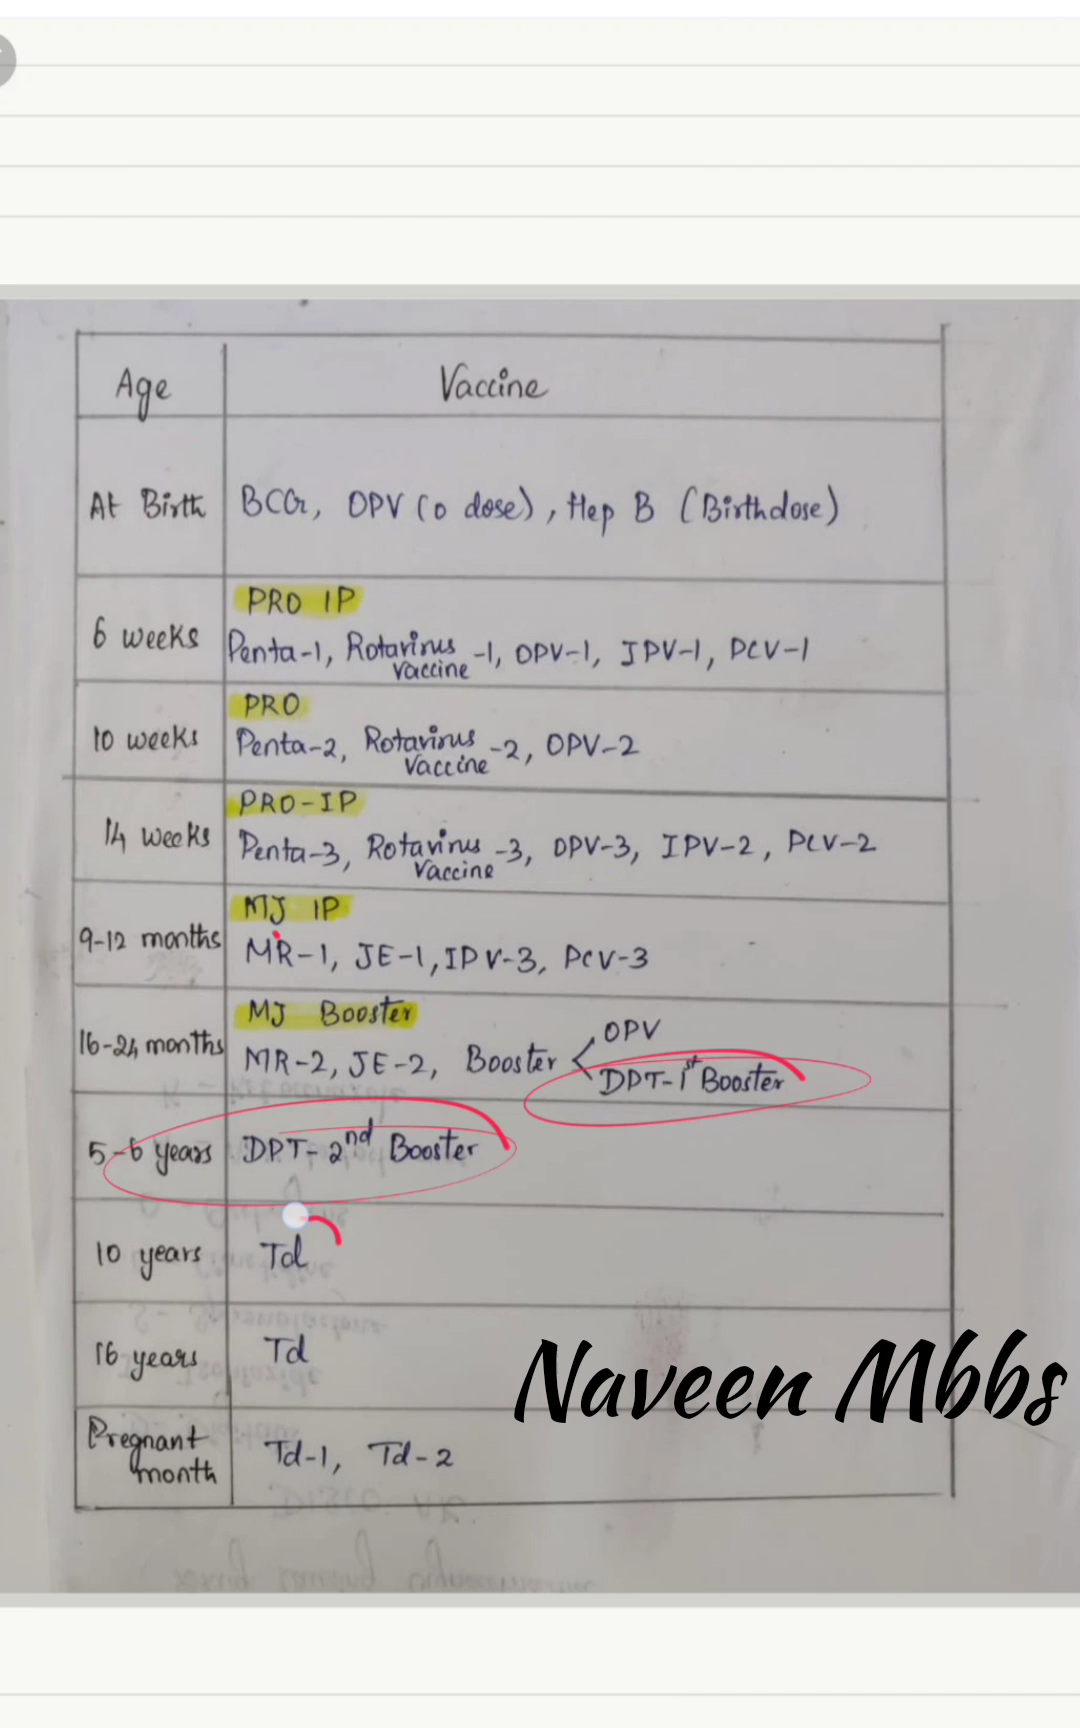 Age Vaccine
At Birth BCG, OPV (0 dose), Hep B (Birthdose)
PRO IP
6 weeks Penta-1, Rotavirus vaccine -1, OPV-1, IPV-1, PCV-1
PRO
10 weeks Penta-2, Rotavirus vaccine -2, OPV-2
PRO-IP
14 weeks Penta-3, Rotavirus vaccine -3, OPV-3, IPV-2, PCV-2
MJ IP
9-12 months MR-1, JE-1, IPV-3, PCV-3
MJ Booster
OPV
16-24 months MR-2, JE-2, Booster
DPT-1st Booster
5-6 years DPT-2nd Booster
10 years Td
16 years Td
Naveen Mbbs
Pregnant month Td-1, Td-2